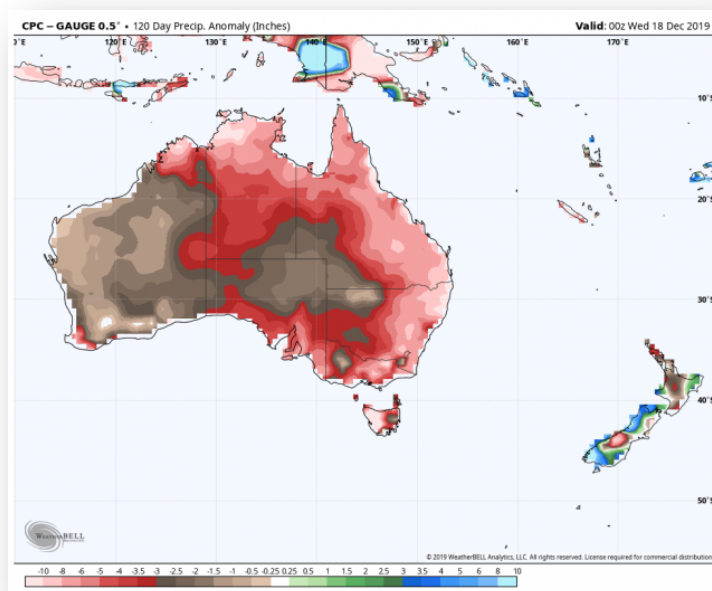 CPC — GAUGE 0.5° • 120 Day Precip. Anomaly (Inches) Valid: 00z Wed 18 Dec 2019
0°E 120°E 130°E 140°E 150°E 160°E 170°E
10°S
20°S
30°S
40°S
50°S
WEATHERBELL
© 2019 WeatherBELL Analytics, LLC. All rights reserved. License required for commercial distribution
-10 -8 -6 -5 -4 -3.5 -3 -2.5 -2 -1.5 -1 -0.5 -0.25 0.25 0.5 1 1.5 2 2.5 3 3.5 4 5 6 8 10